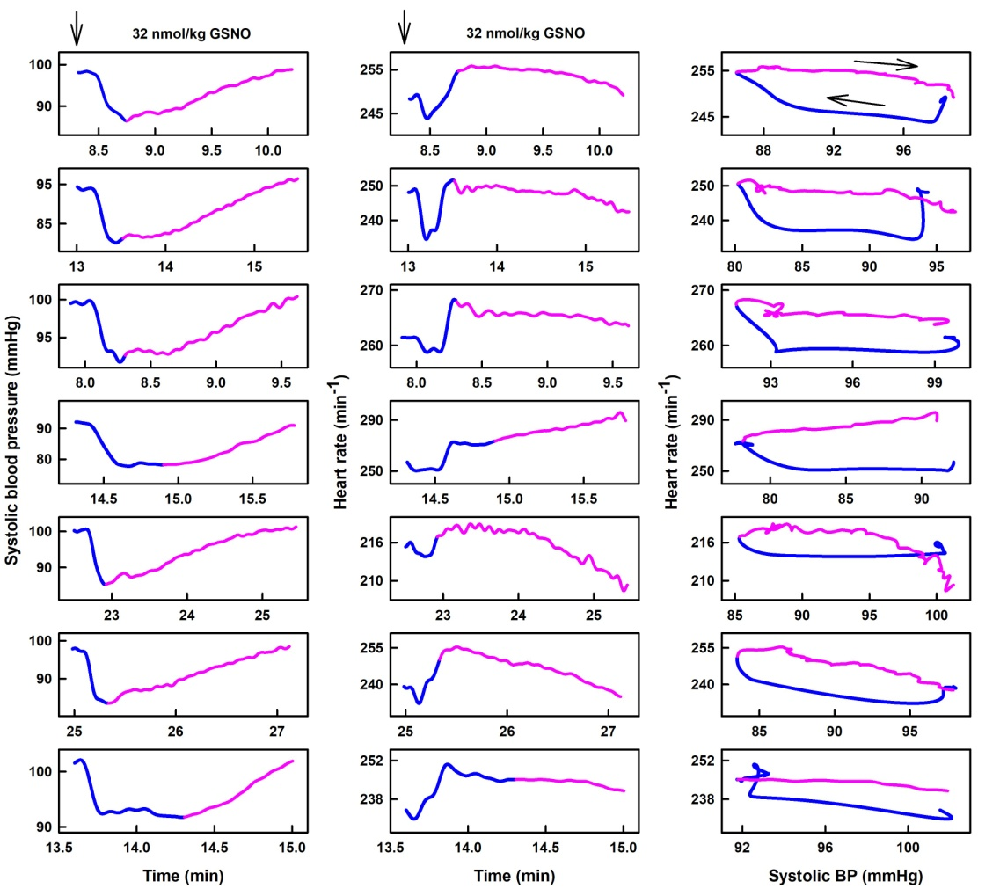 32 nmol/kg GSNO 32 nmol/kg GSNO
100 255 255
90 245 245
8.5 9.0 9.5 10.0 8.5 9.0 9.5 10.0 88 92 96
95 250 250
85 240 240
13 14 15 13 14 15 80 85 90 95
100 270 270
95 260 260
8.0 8.5 9.0 9.5 8.0 8.5 9.0 9.5 93 96 99
Systolic blood pressure (mmHg)
Heart rate (min-1)
Heart rate (min-1)
90 290 290
80 250 250
14.5 15.0 15.5 14.5 15.0 15.5 80 85 90
100 216 216
90 210 210
23 24 25 23 24 25 85 90 95 100
100 255 255
90 240 240
25 26 27 25 26 27 85 90 95
100 252 252
90 238 238
13.5 14.0 14.5 15.0 13.5 14.0 14.5 15.0 92 96 100
Time (min) Time (min) Systolic BP (mmHg)